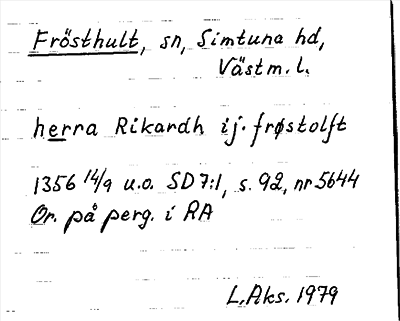 Frösthult, sn, Simtuna hd,
Västm. l.
herra Rikardh ij. frøstolft
1356 14/9 u.o. SD 7:1, s. 92, nr 5644
Or. på perg. i RA
L.Aks. 1979